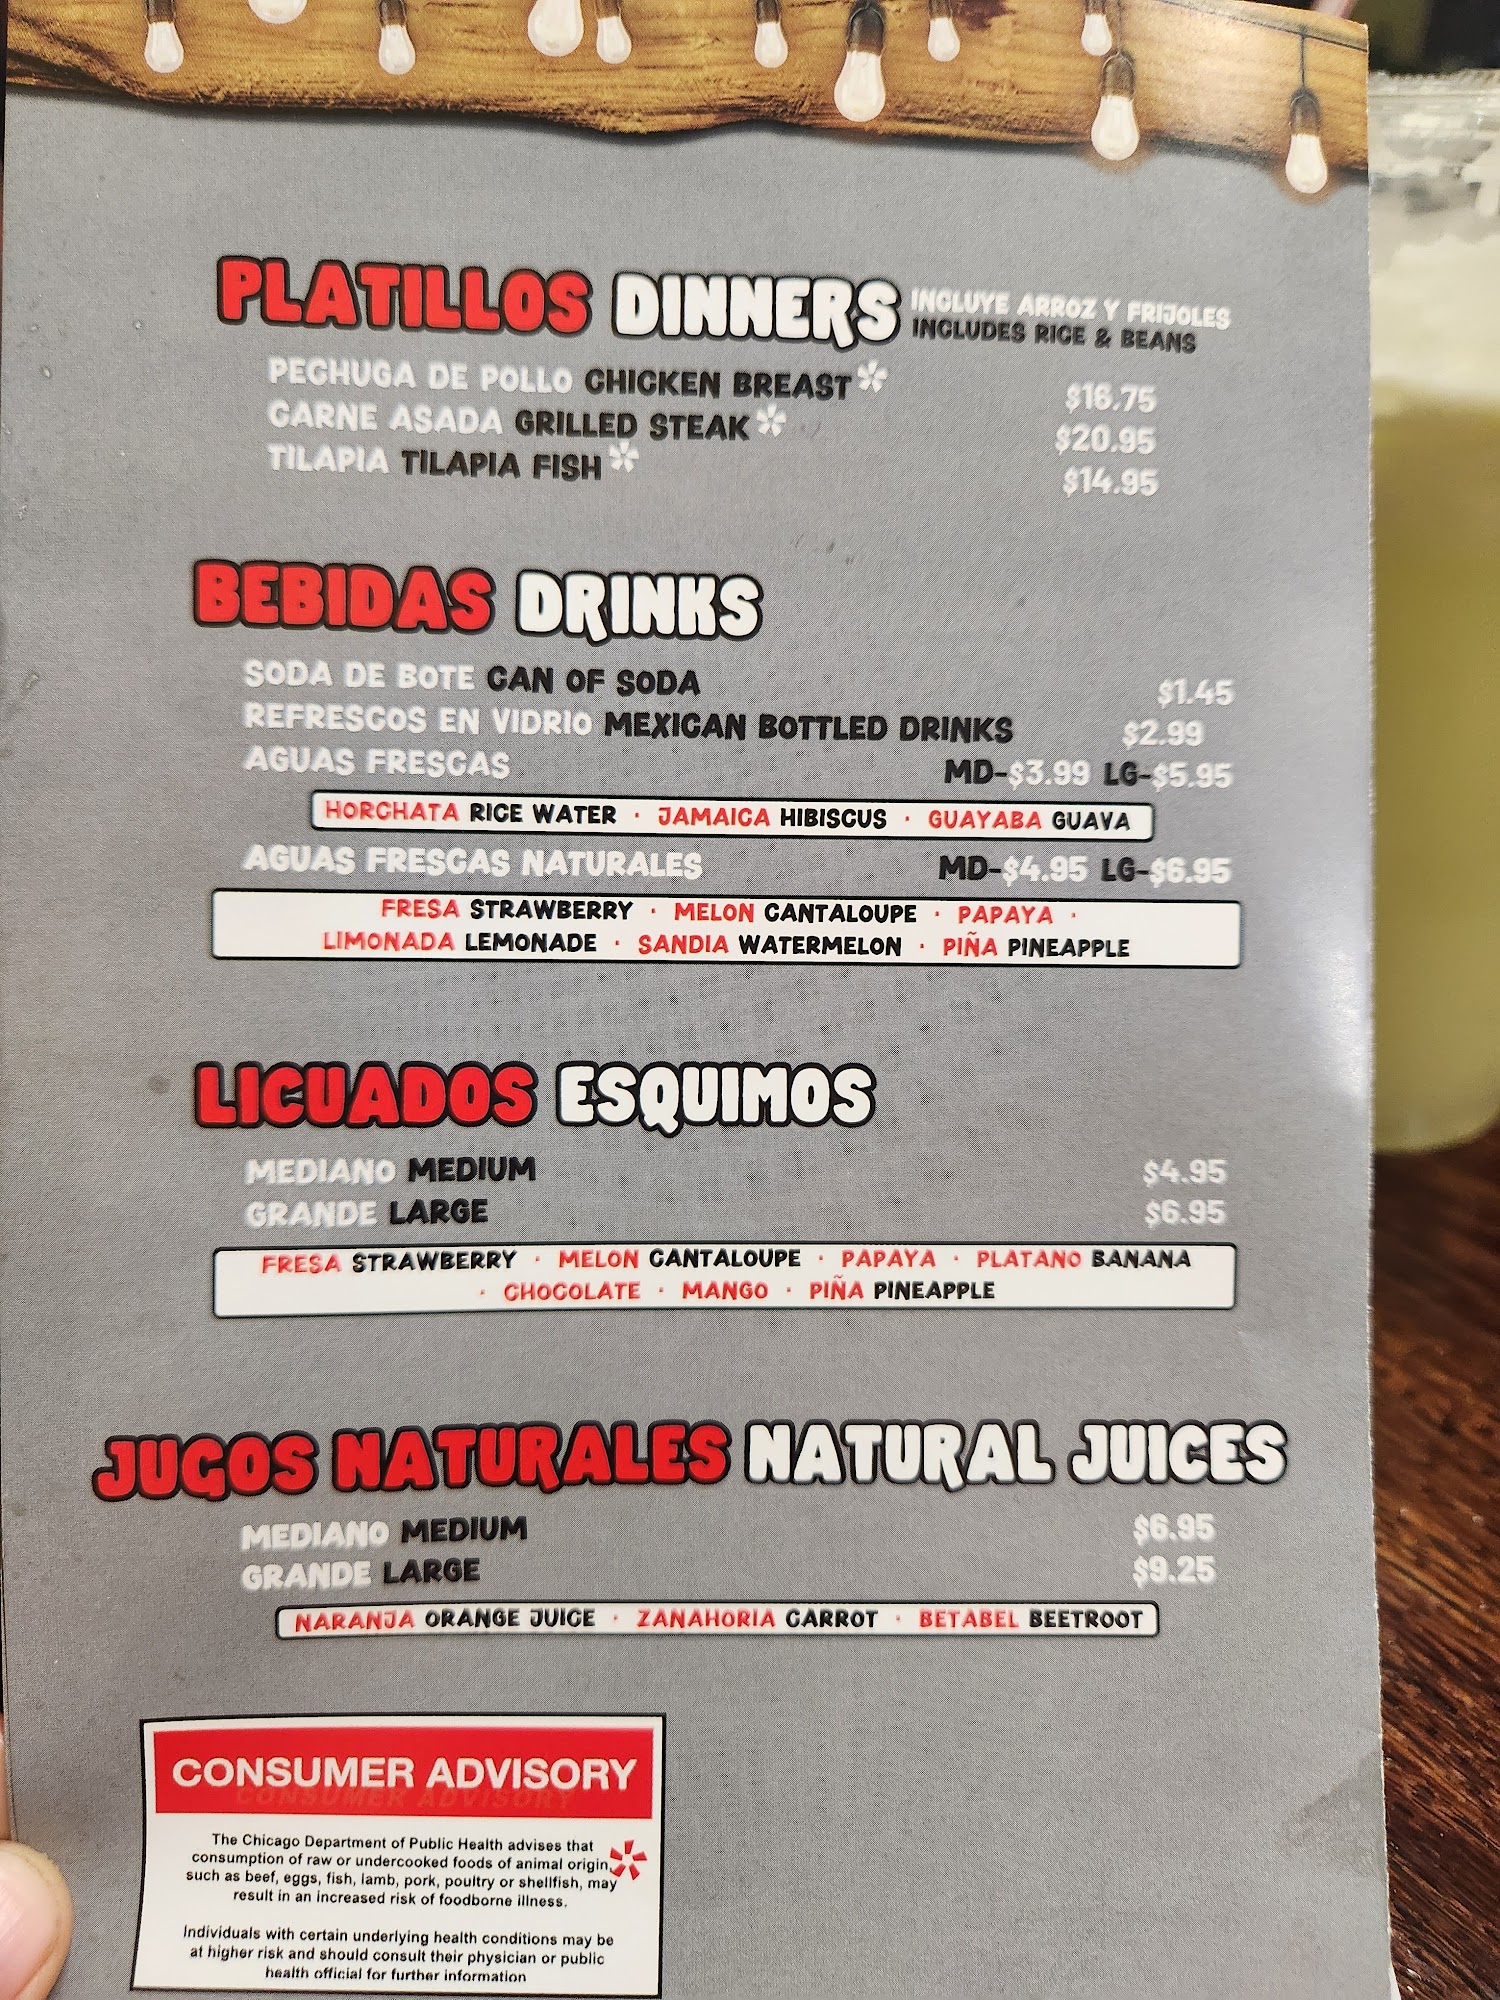 PLATILLOS DINNERS INCLUYE ARROZ Y FRIJOLES
INCLUDES RICE & BEANS
PECHUGA DE POLLO CHICKEN BREAST* $16.75
CARNE ASADA GRILLED STEAK* $20.95
TILAPIA TILAPIA FISH* $14.95
BEBIDAS DRINKS
SODA DE BOTE CAN OF SODA $1.45
REFRESCOS EN VIDRIO MEXICAN BOTTLED DRINKS $2.99
AGUAS FRESCAS MD-$3.99 LG-$5.95
HORCHATA RICE WATER · JAMAICA HIBISCUS · GUAYABA GUAVA
AGUAS FRESCAS NATURALES MD-$4.95 LG-$6.95
FRESA STRAWBERRY · MELON CANTALOUPE · PAPAYA ·
LIMONADA LEMONADE · SANDIA WATERMELON · PIÑA PINEAPPLE
LICUADOS ESQUIMOS
MEDIANO MEDIUM $4.95
GRANDE LARGE $6.95
FRESA STRAWBERRY · MELON CANTALOUPE · PAPAYA · PLATANO BANANA
· CHOCOLATE · MANGO · PIÑA PINEAPPLE
JUGOS NATURALES NATURAL JUICES
MEDIANO MEDIUM $6.95
GRANDE LARGE $9.25
NARANJA ORANGE JUICE · ZANAHORIA CARROT · BETABEL BEETROOT
CONSUMER ADVISORY
The Chicago Department of Public Health advises that
consumption of raw or undercooked foods of animal origin, *
such as beef, eggs, fish, lamb, pork, poultry or shellfish, may
result in an increased risk of foodborne illness.
Individuals with certain underlying health conditions may be
at higher risk and should consult their physician or public
health official for further information